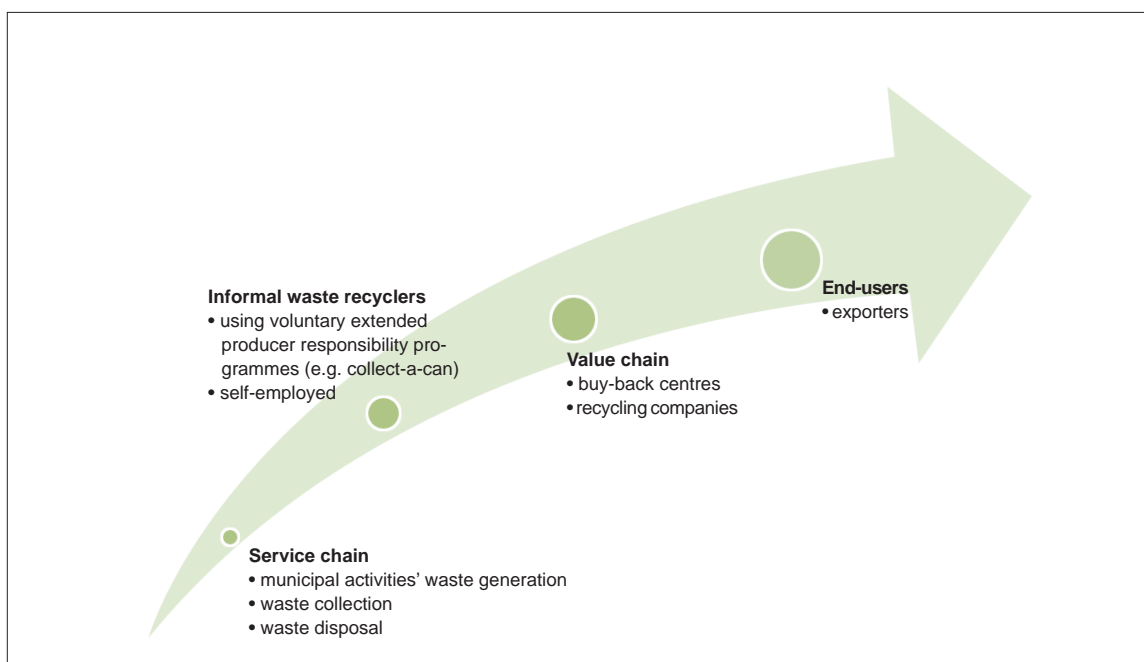 Informal waste recyclers
• using voluntary extended
producer responsibility pro-
grammes (e.g. collect-a-can)
• self-employed
End-users
• exporters
Value chain
• buy-back centres
• recycling companies
Service chain
• municipal activities’ waste generation
• waste collection
• waste disposal